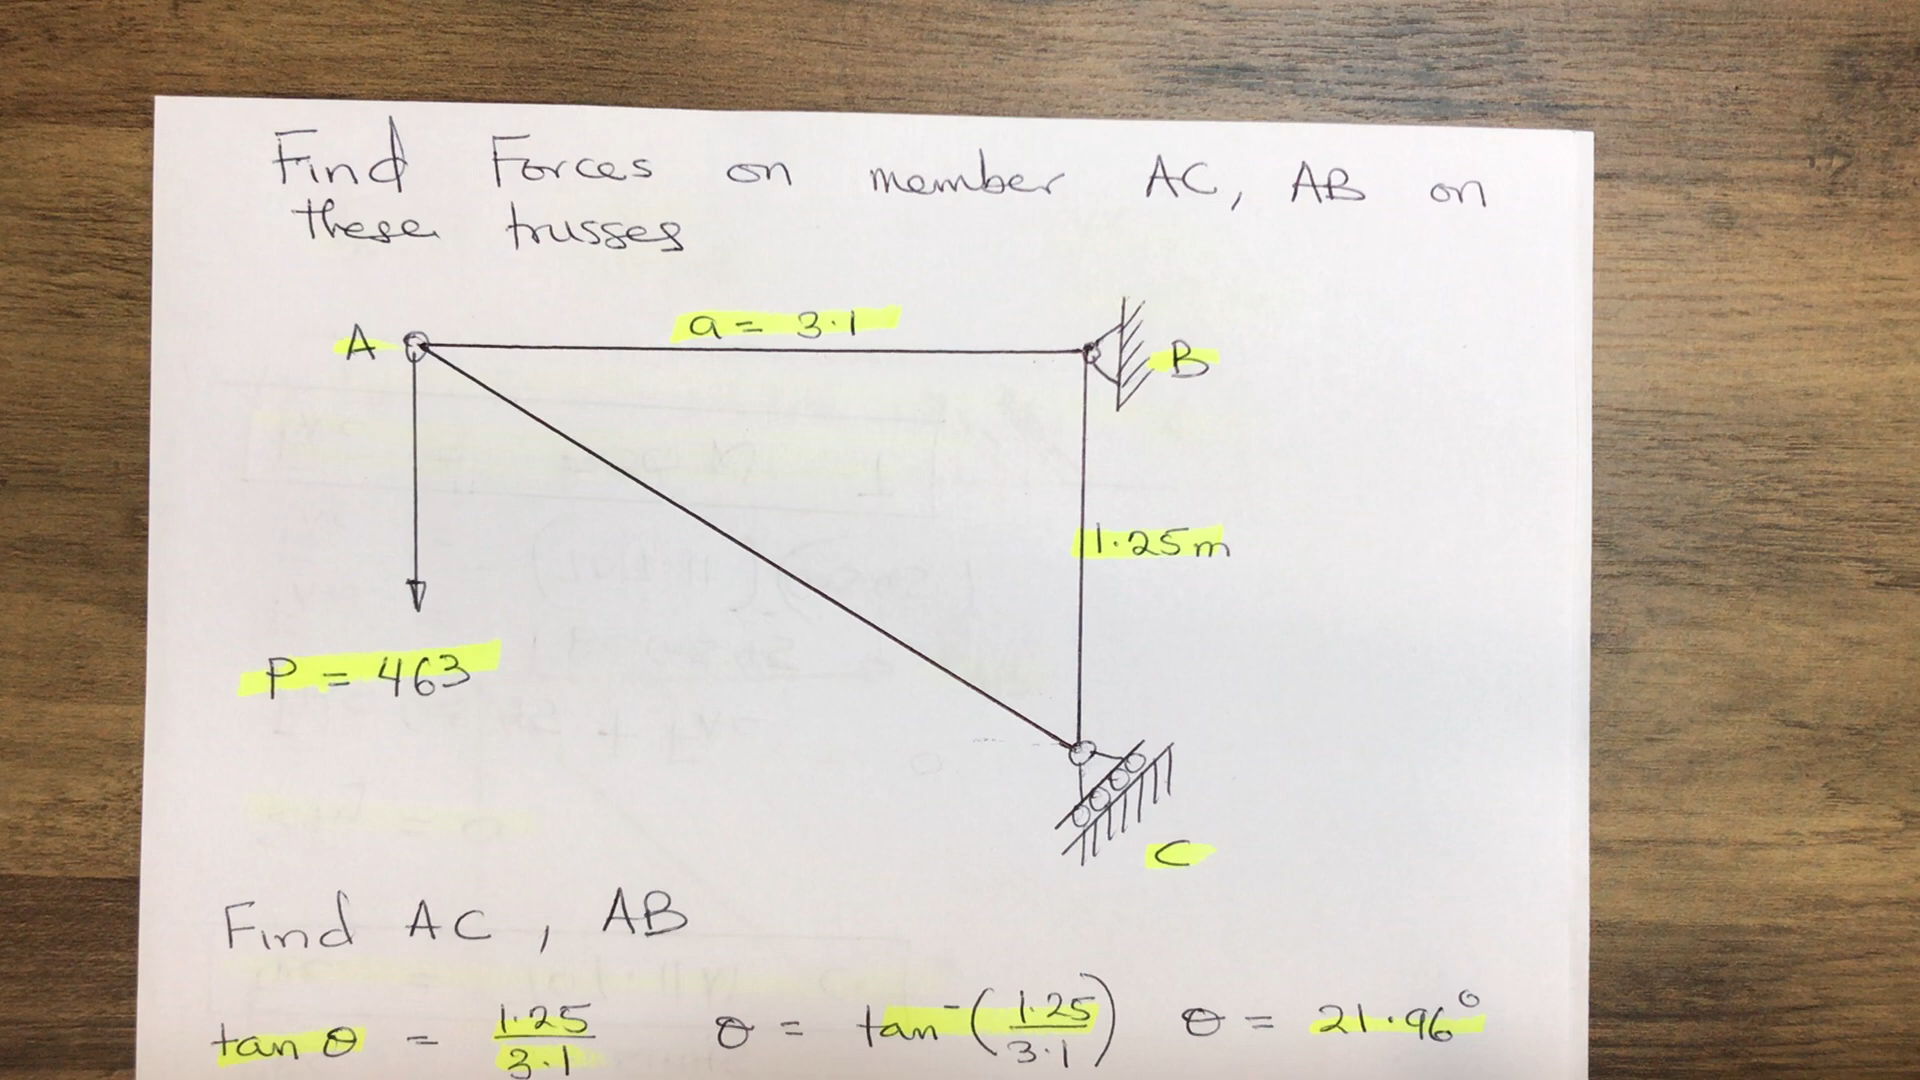 Find Forces on member AC, AB on
these trusses
a = 3.1
A
B
1.25m
P = 463
C
Find AC, AB
tan θ = 1.25/3.1 θ = tan⁻(1.25/3.1) θ = 21.96°